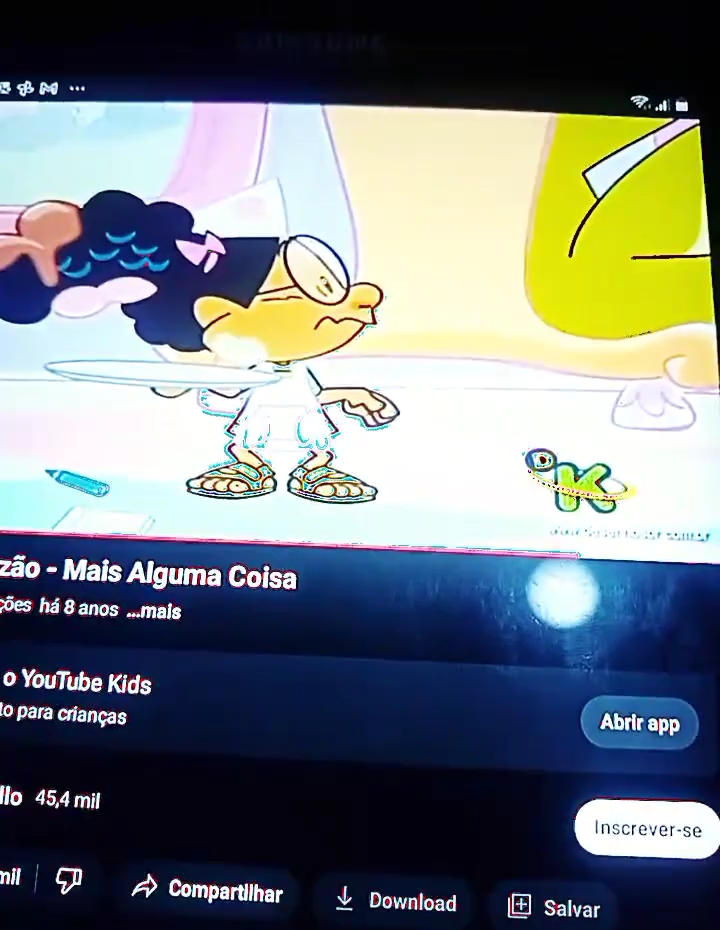 zão - Mais Alguma Coisa
ções há 8 anos ...mais
o YouTube Kids
to para crianças
Abrir app
llo 45,4 mil
Inscrever-se
mil
Compartilhar
Download
Salvar
K